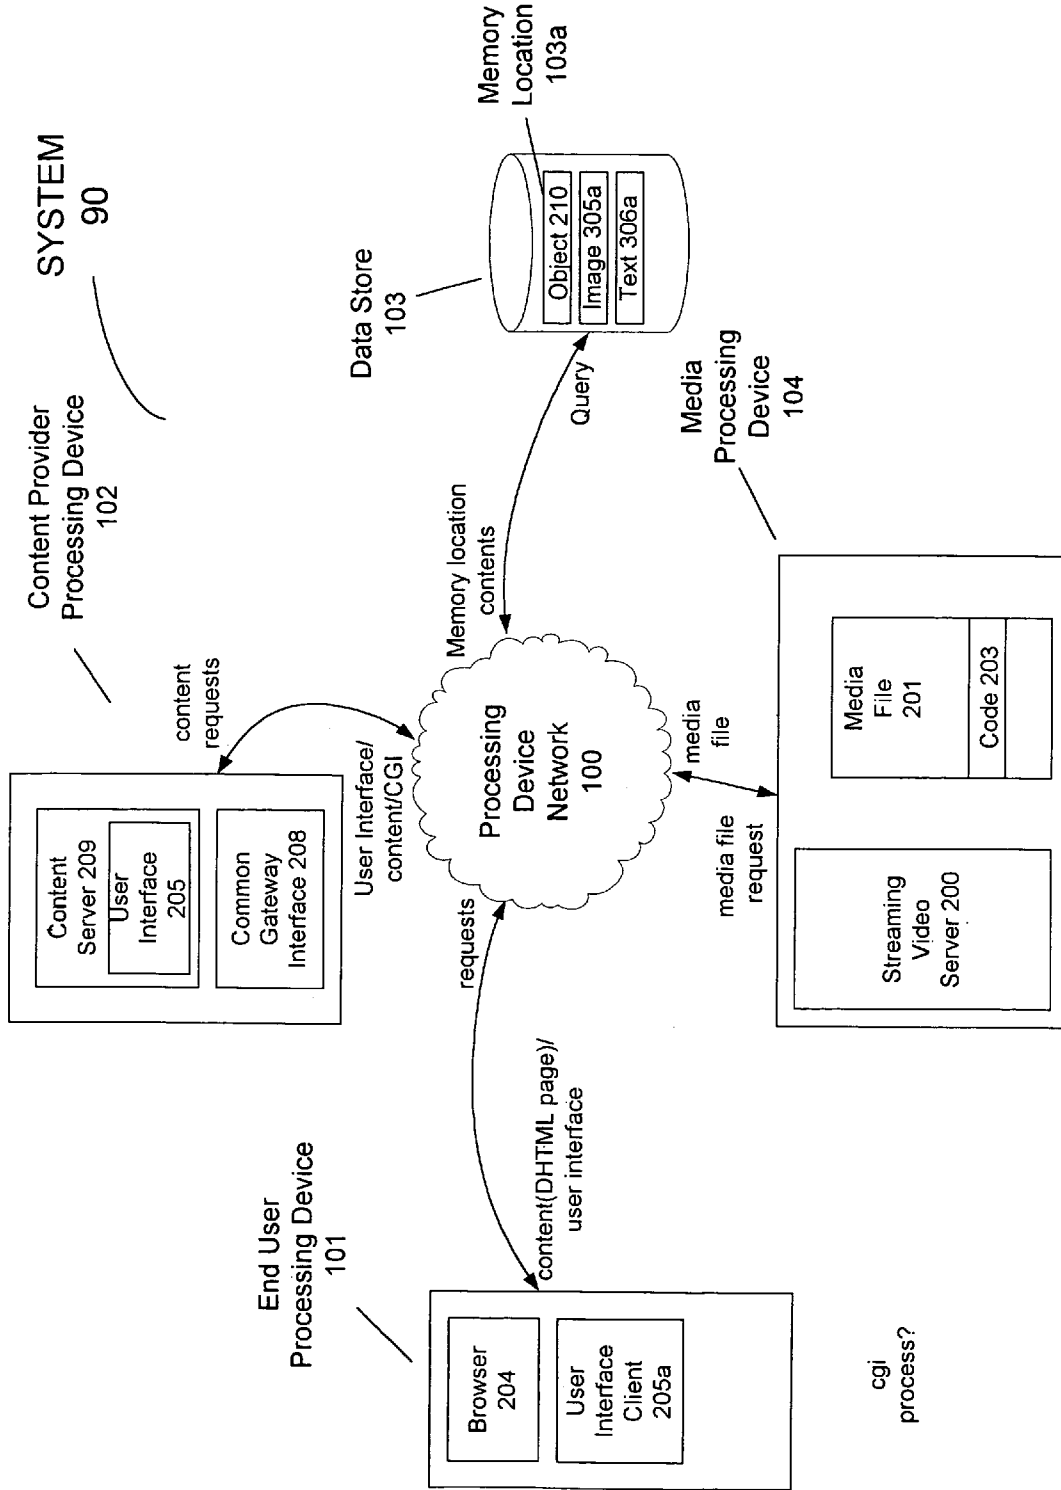 SYSTEM
90
Content Provider
Processing Device
102
Content
Server 209
User
Interface
205
Common
Gateway
Interface 208
content
requests
User Interface/
content/CGI
End User
Processing Device
101
Browser
204
User
Interface
Client
205a
requests
content(DHTML page)/
user interface
Processing
Device
Network
100
Memory location
contents
Query
Data Store
103
Memory
Location
103a
Object 210
Image 305a
Text 306a
media
file
media file
request
Media
Processing
Device
104
Streaming
Video
Server 200
Media
File
201
Code 203
cgi
process?